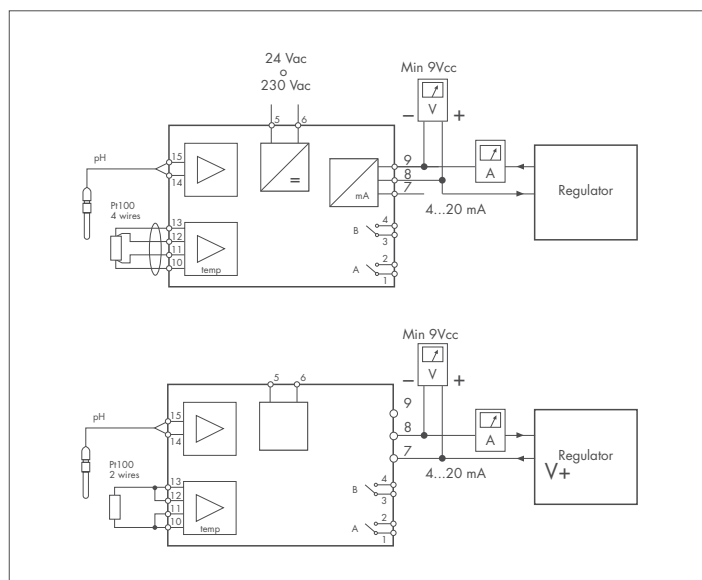 24 Vac
o
230 Vac
Min 9Vcc
V
− +
5 6
pH
15
14
=
9
8
7
mA
A
Regulator
4...20 mA
Pt100
4 wires
13
12
11
10
temp
B
4
3
A
2
1
Min 9Vcc
V
− +
5 6
pH
15
14
9
8
7
A
Regulator
V+
4...20 mA
Pt100
2 wires
13
12
11
10
temp
B
4
3
A
2
1